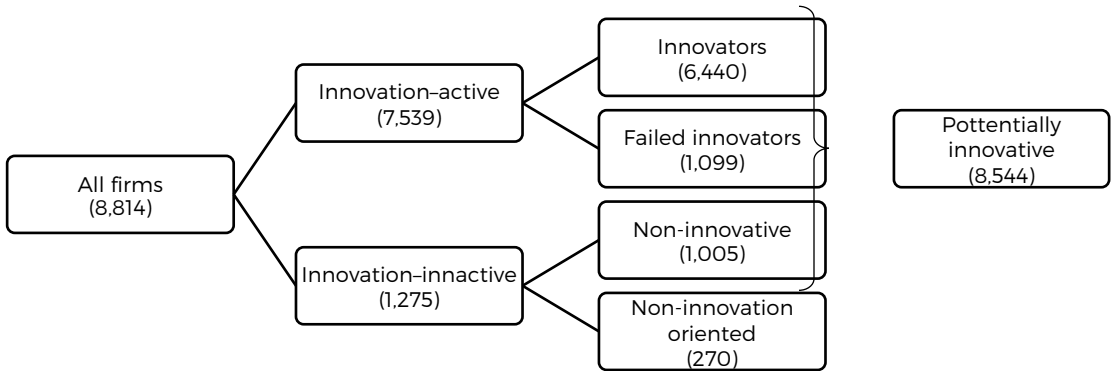 All firms
(8,814)
Innovation–active
(7,539)
Innovation–innactive
(1,275)
Innovators
(6,440)
Failed innovators
(1,099)
Non-innovative
(1,005)
Non-innovation
oriented
(270)
Pottentially
innovative
(8,544)